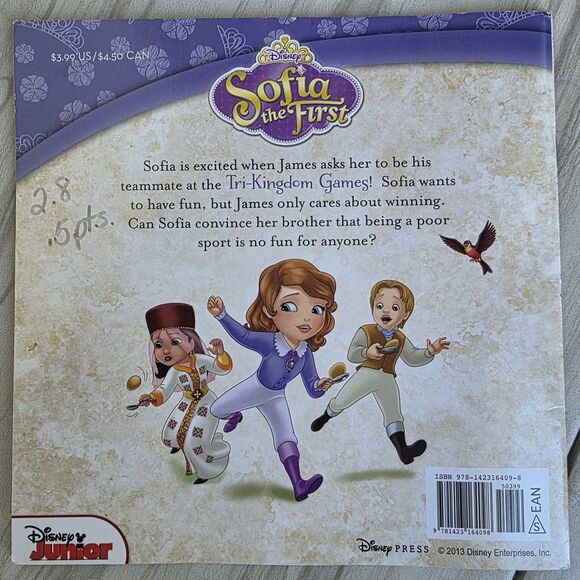 $3.99 US/$4.50 CAN
Disney
Sofia
the First
Sofia is excited when James asks her to be his
teammate at the Tri-Kingdom Games! Sofia wants
to have fun, but James only cares about winning.
Can Sofia convince her brother that being a poor
sport is no fun for anyone?
2.8
.5pts.
ISBN 978-142316409-8
50399
9 781423 164098
S
EAN
Disney
Junior
Disney PRESS
© 2013 Disney Enterprises, Inc.